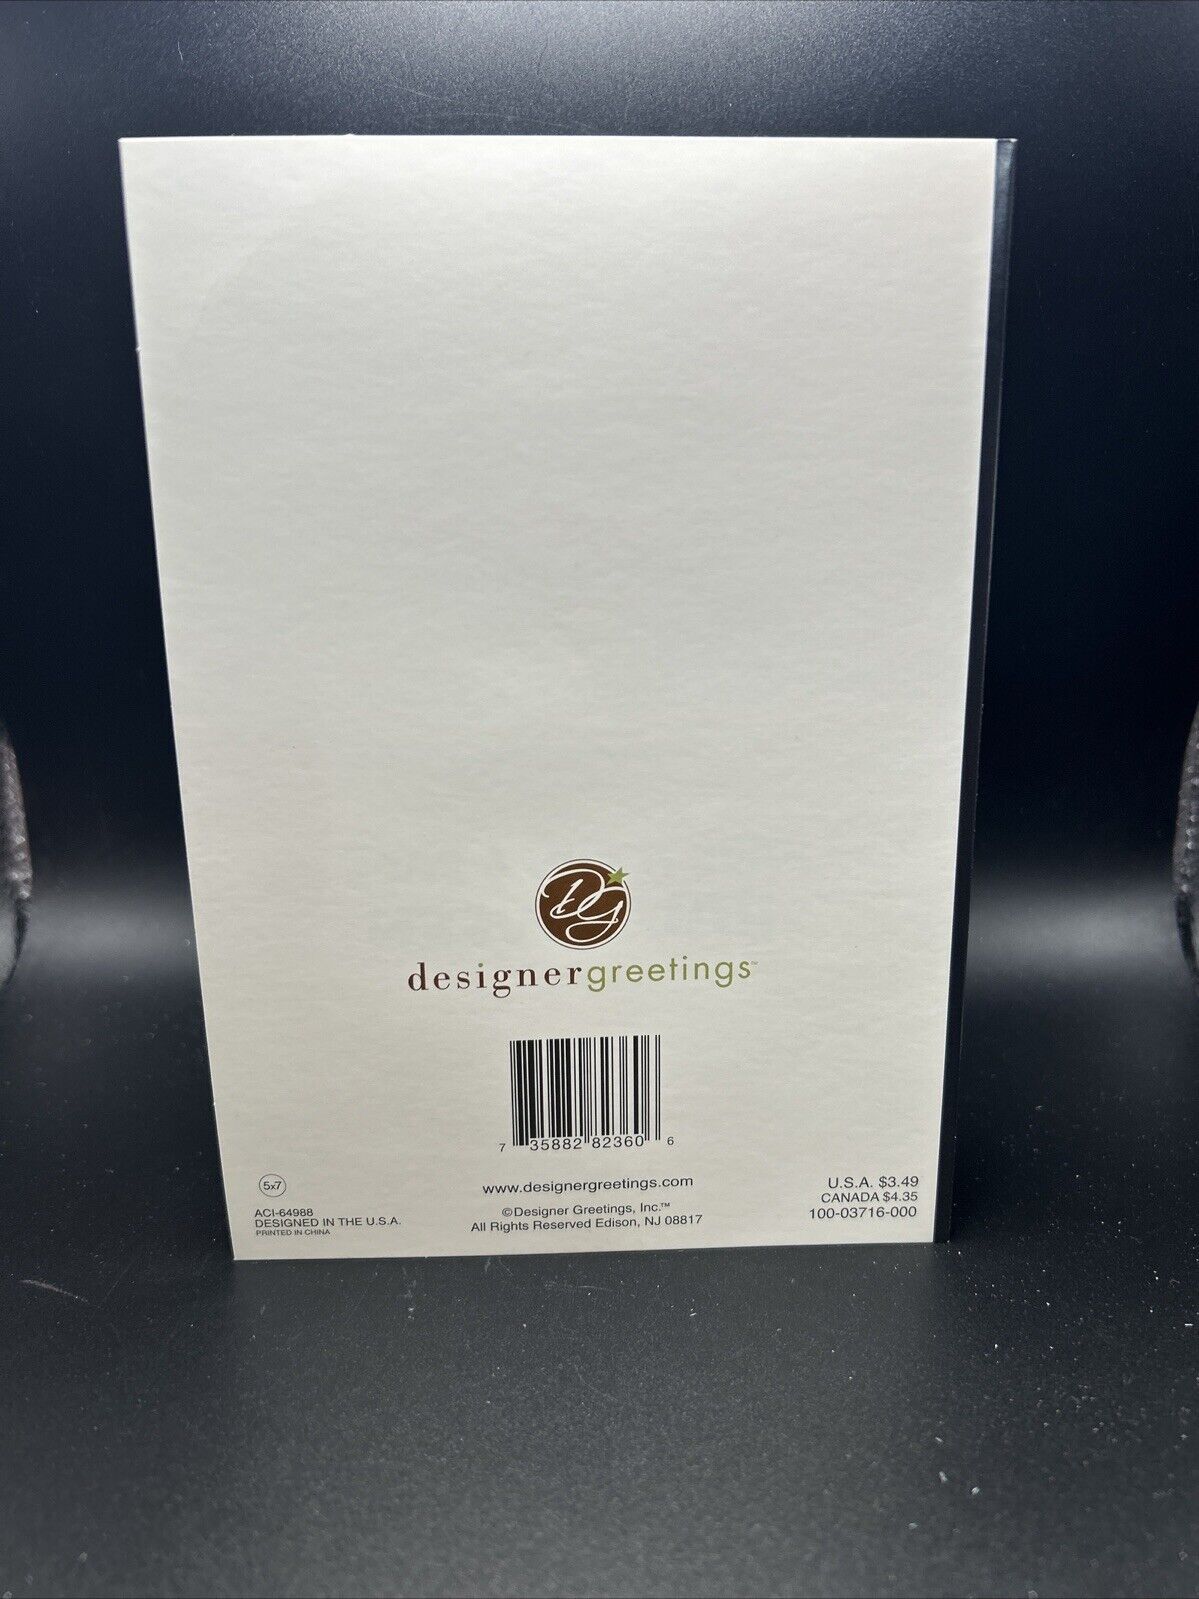 DG
designergreetings™
7 35882 82360 6
5x7
ACI-64988
DESIGNED IN THE U.S.A.
PRINTED IN CHINA
www.designergreetings.com
©Designer Greetings, Inc.™
All Rights Reserved Edison, NJ 08817
U.S.A. $3.49
CANADA $4.35
100-03716-000